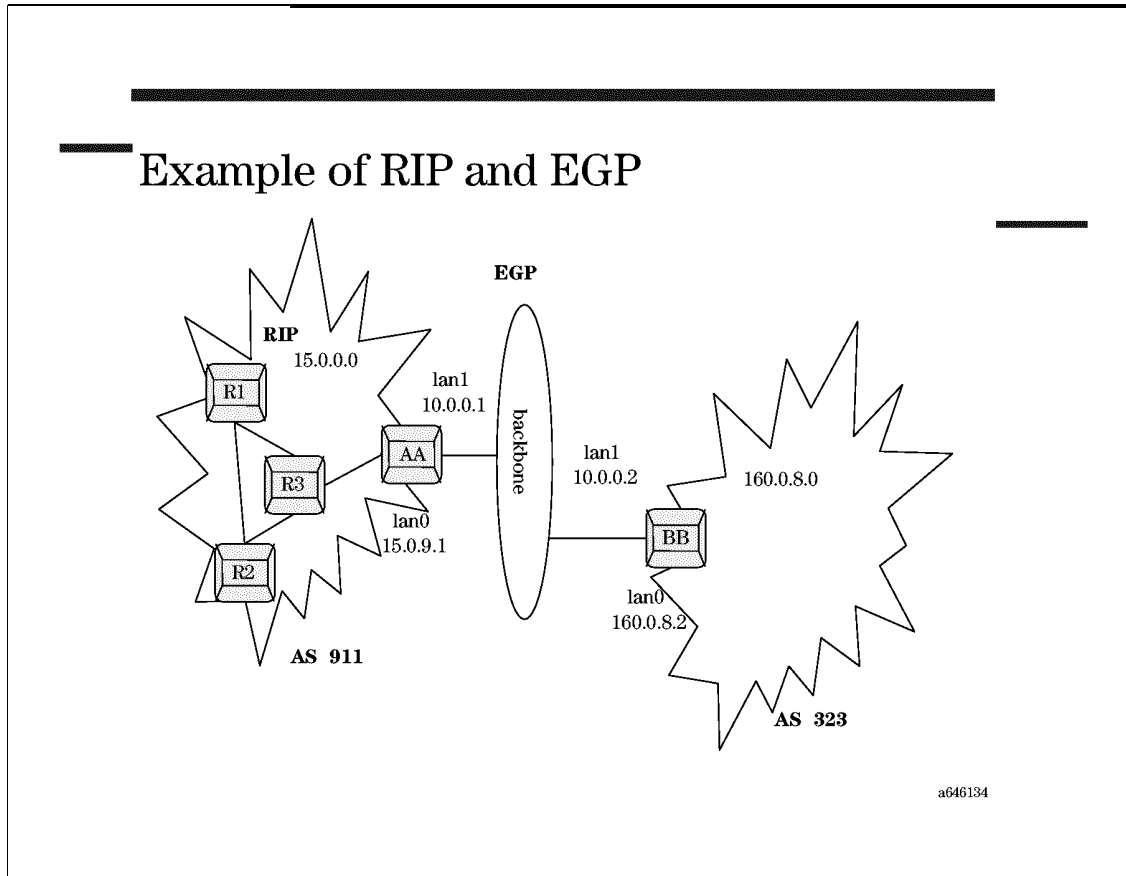 Example of RIP and EGP
EGP
RIP
15.0.0.0
R1
lan1
10.0.0.1
AA
backbone
R3
lan1
10.0.0.2
160.0.8.0
lan0
15.0.9.1
BB
R2
lan0
160.0.8.2
AS 911
AS 323
a646134